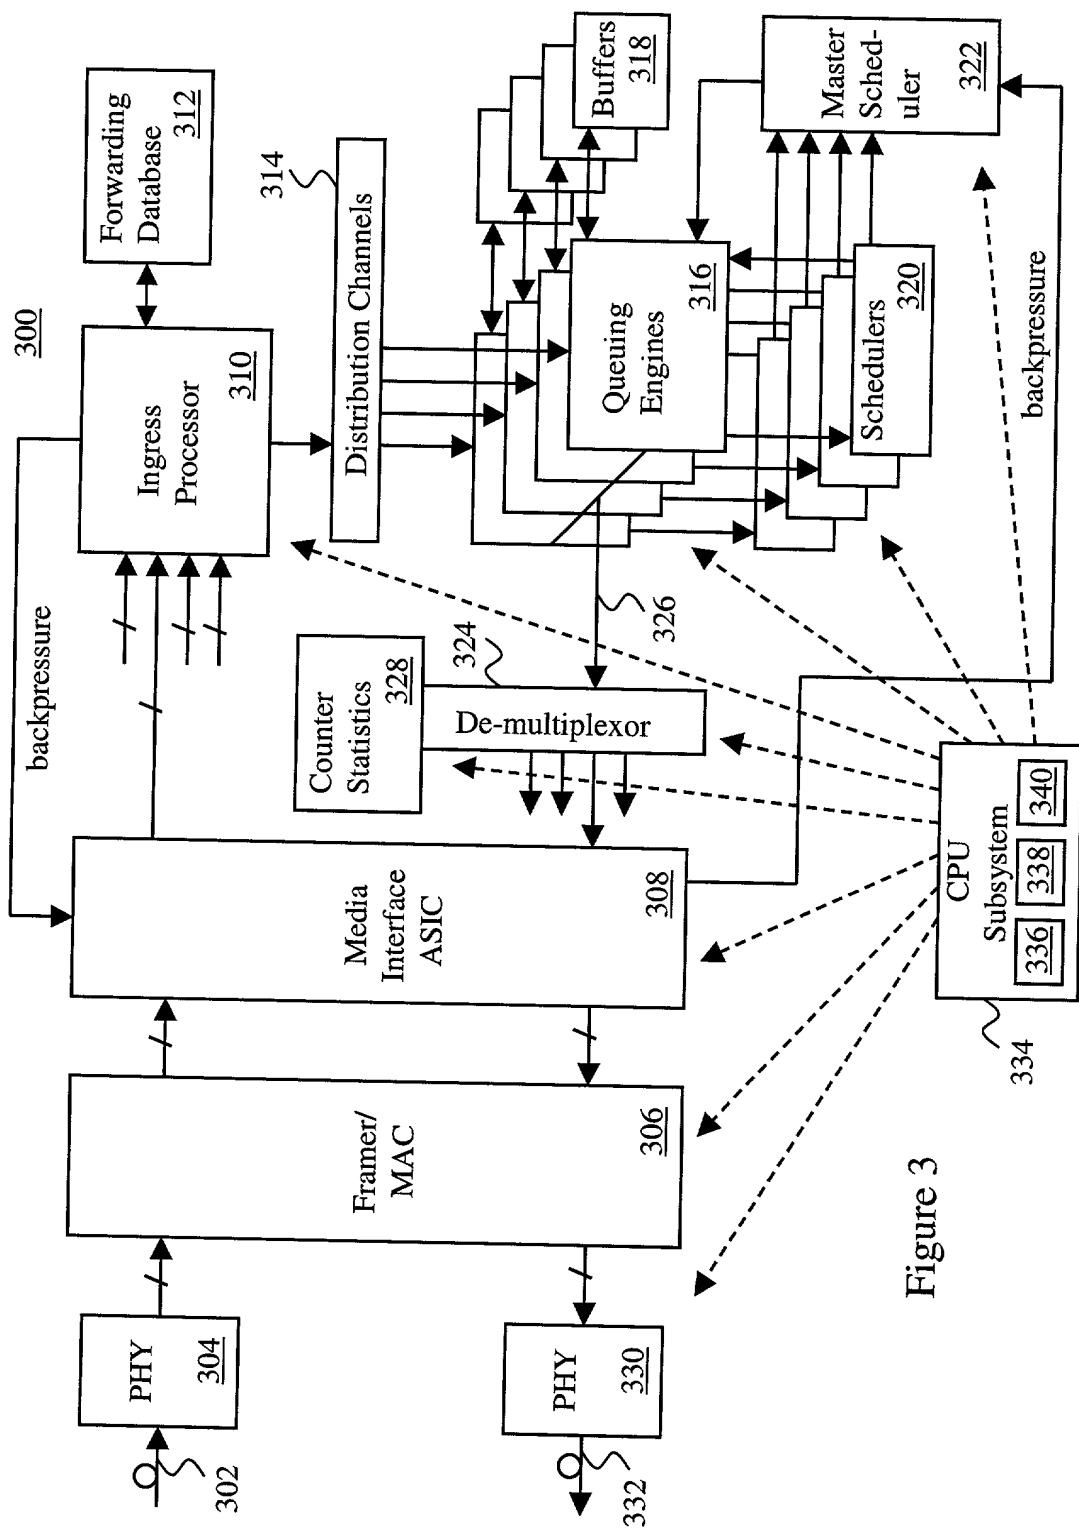 300
backpressure
PHY
304
302
Framer/
MAC
306
Media
Interface
ASIC
308
Ingress
Processor
310
Forwarding
Database
312
314
Distribution Channels
Counter
Statistics
328
324
De-multiplexor
326
Queuing
Engines
316
Buffers
318
Schedulers
320
Master
Sched-
uler
322
backpressure
PHY
330
332
CPU
Subsystem
336
338
340
334
Figure 3